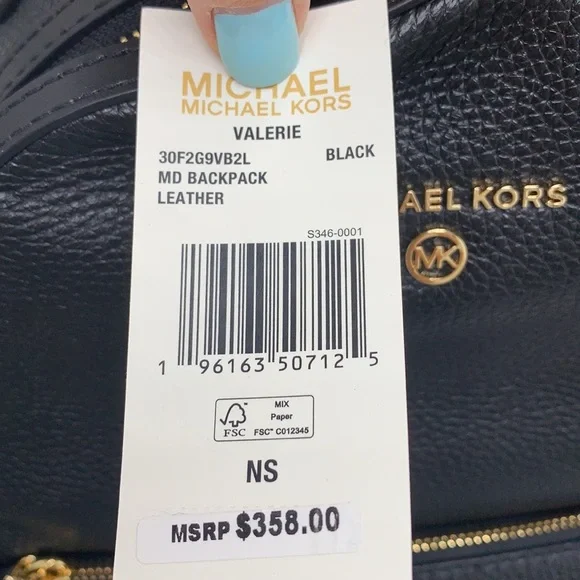 MICHAEL
MICHAEL KORS
VALERIE
30F2G9VB2L BLACK
MD BACKPACK
LEATHER
S346-0001
1 96163 50712 5
FSC
MIX
Paper
FSC™ C012345
NS
MSRP $358.00
AEL KORS
MK